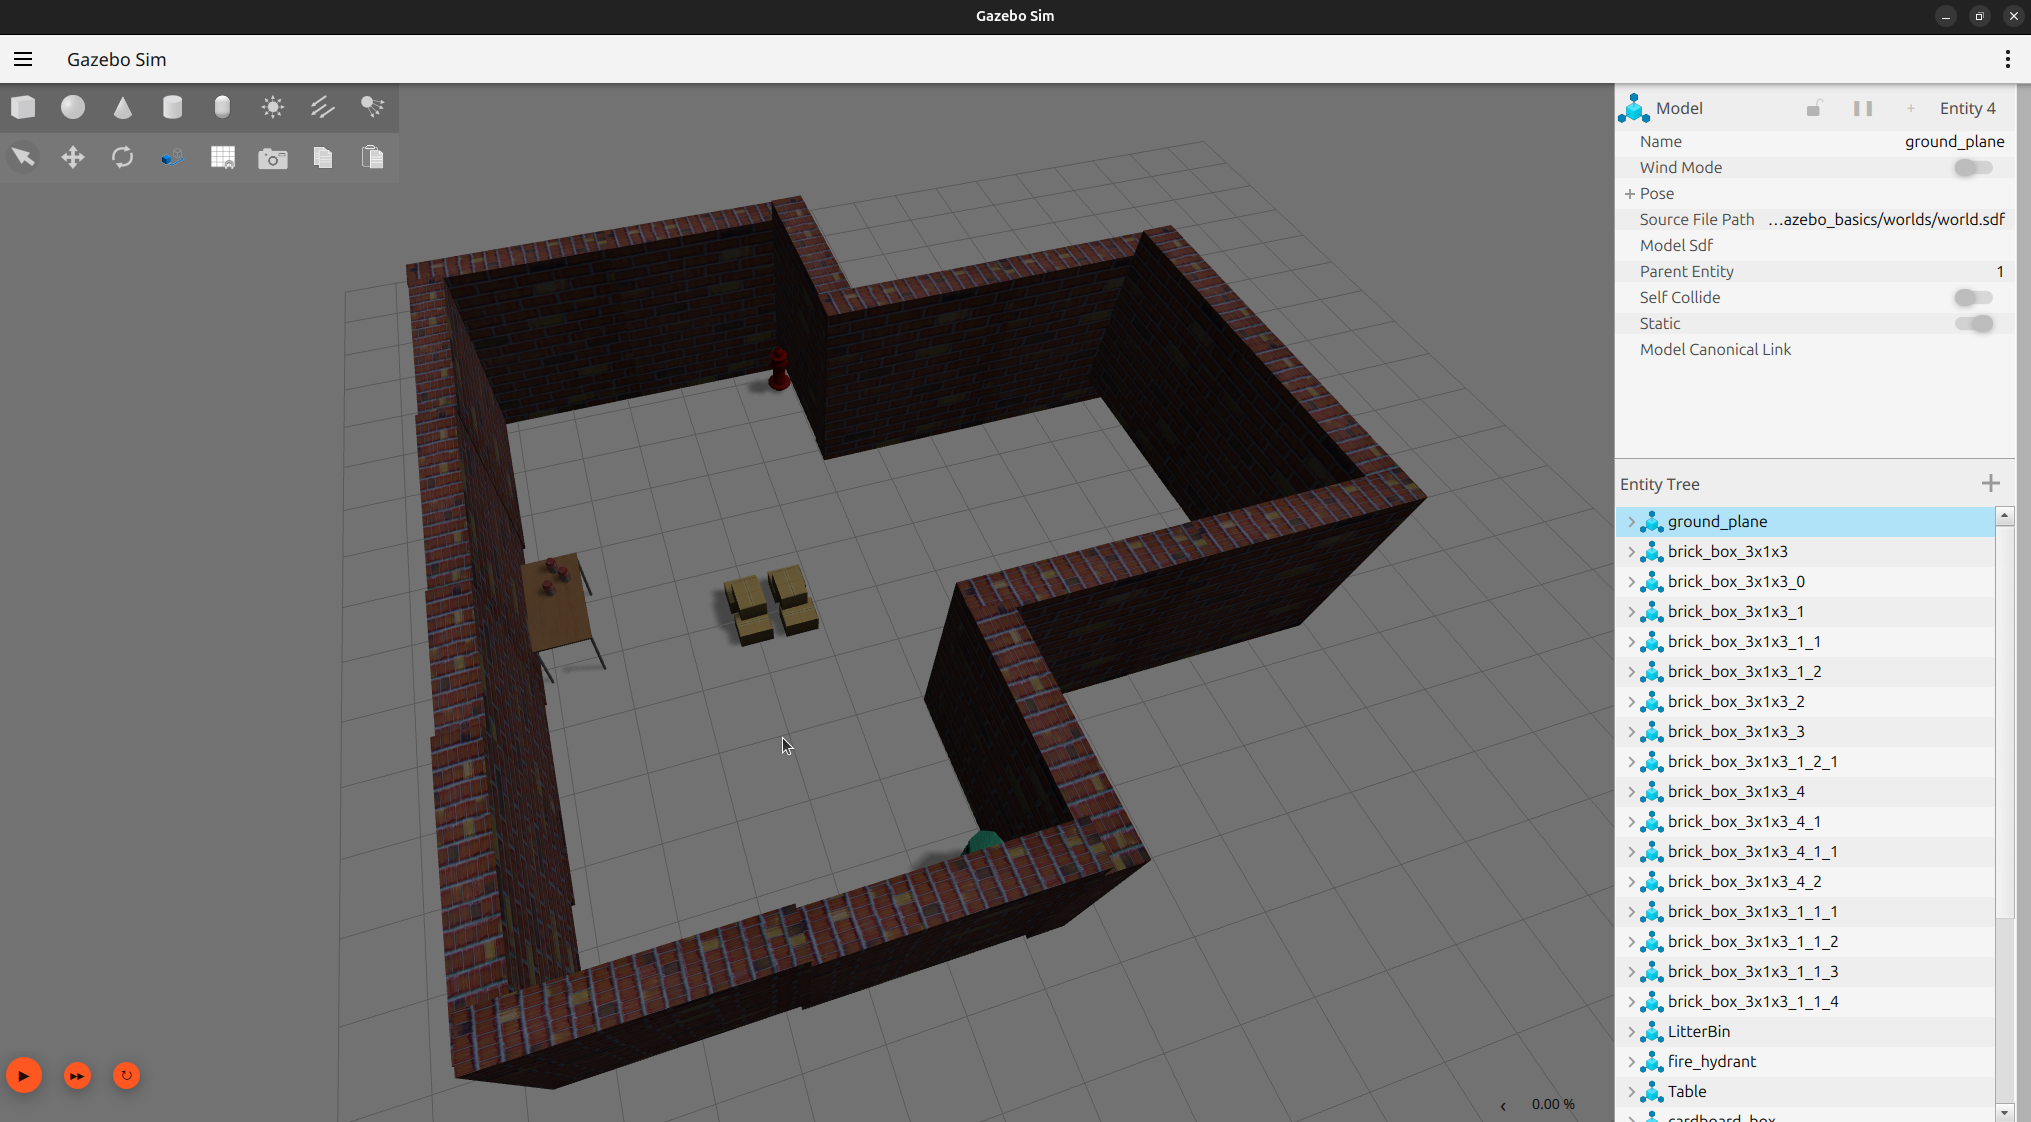 Gazebo Sim
Gazebo Sim
Model Entity 4
Name ground_plane
Wind Mode
Pose
Source File Path ...azebo_basics/worlds/world.sdf
Model Sdf
Parent Entity 1
Self Collide
Static
Model Canonical Link
Entity Tree
ground_plane
brick_box_3x1x3
brick_box_3x1x3_0
brick_box_3x1x3_1
brick_box_3x1x3_1_1
brick_box_3x1x3_1_2
brick_box_3x1x3_2
brick_box_3x1x3_3
brick_box_3x1x3_1_2_1
brick_box_3x1x3_4
brick_box_3x1x3_4_1
brick_box_3x1x3_4_1_1
brick_box_3x1x3_4_2
brick_box_3x1x3_1_1_1
brick_box_3x1x3_1_1_2
brick_box_3x1x3_1_1_3
brick_box_3x1x3_1_1_4
LitterBin
fire_hydrant
Table
cardboard_box
0.00 %